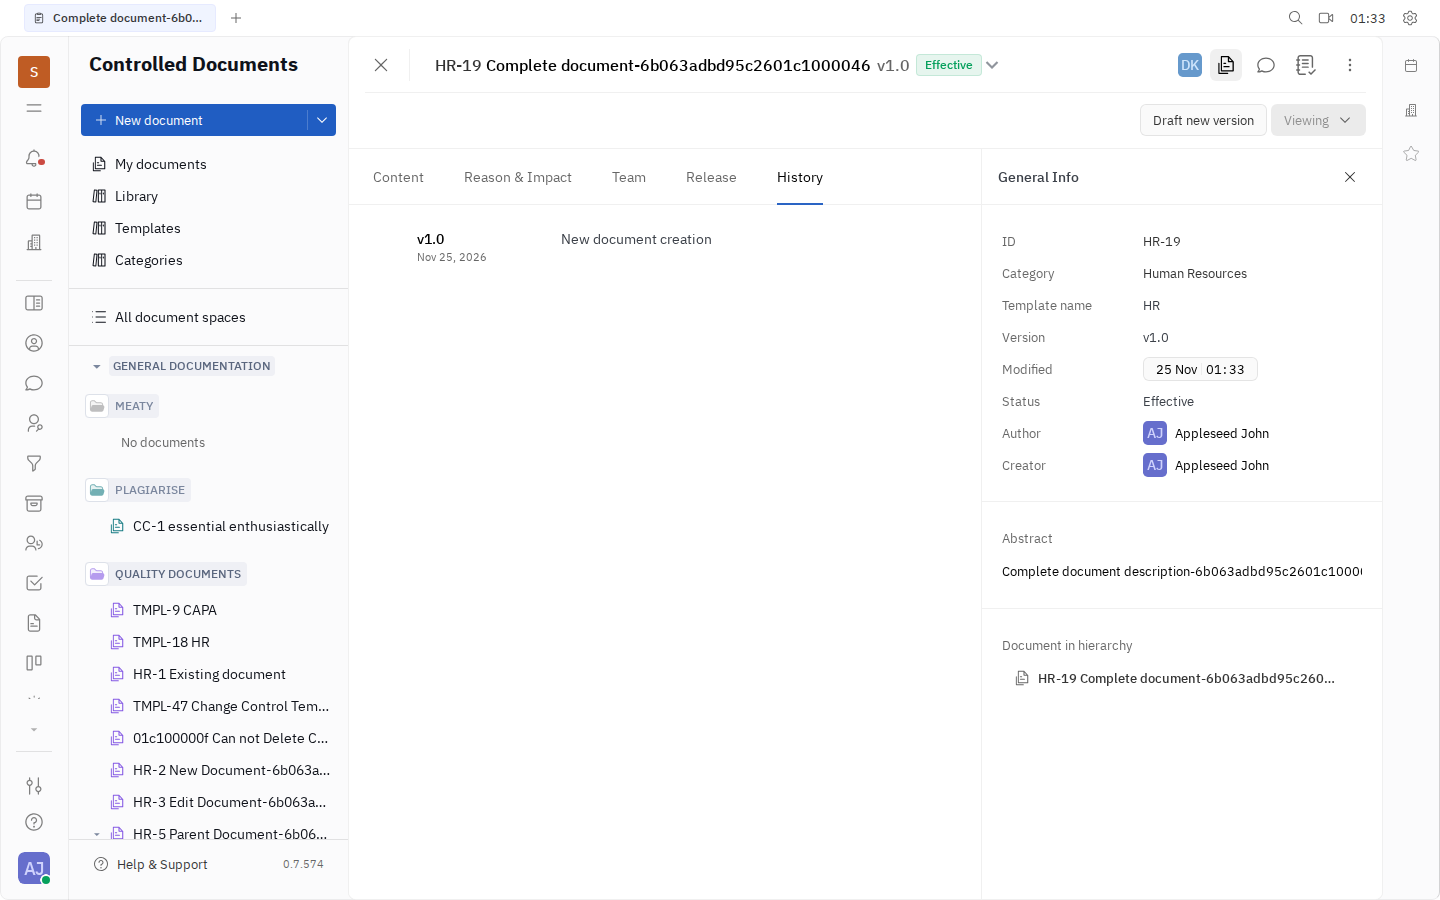 Complete document-6b0...
01:33
S
Controlled Documents
New document
My documents
Library
Templates
Categories
All document spaces
GENERAL DOCUMENTATION
MEATY
No documents
PLAGIARISE
CC-1 essential enthusiastically
QUALITY DOCUMENTS
TMPL-9 CAPA
TMPL-18 HR
HR-1 Existing document
TMPL-47 Change Control Tem...
01c100000f Can not Delete C...
HR-2 New Document-6b063a...
HR-3 Edit Document-6b063a...
HR-5 Parent Document-6b06...
Help & Support 0.7.574
AJ
HR-19 Complete document-6b063adbd95c2601c1000046 v1.0 Effective
DK
Draft new version
Viewing
Content Reason & Impact Team Release History
v1.0 New document creation
Nov 25, 2026
General Info
ID HR-19
Category Human Resources
Template name HR
Version v1.0
Modified 25 Nov 01:33
Status Effective
Author AJ Appleseed John
Creator AJ Appleseed John
Abstract
Complete document description-6b063adbd95c2601c1000
Document in hierarchy
HR-19 Complete document-6b063adbd95c260...